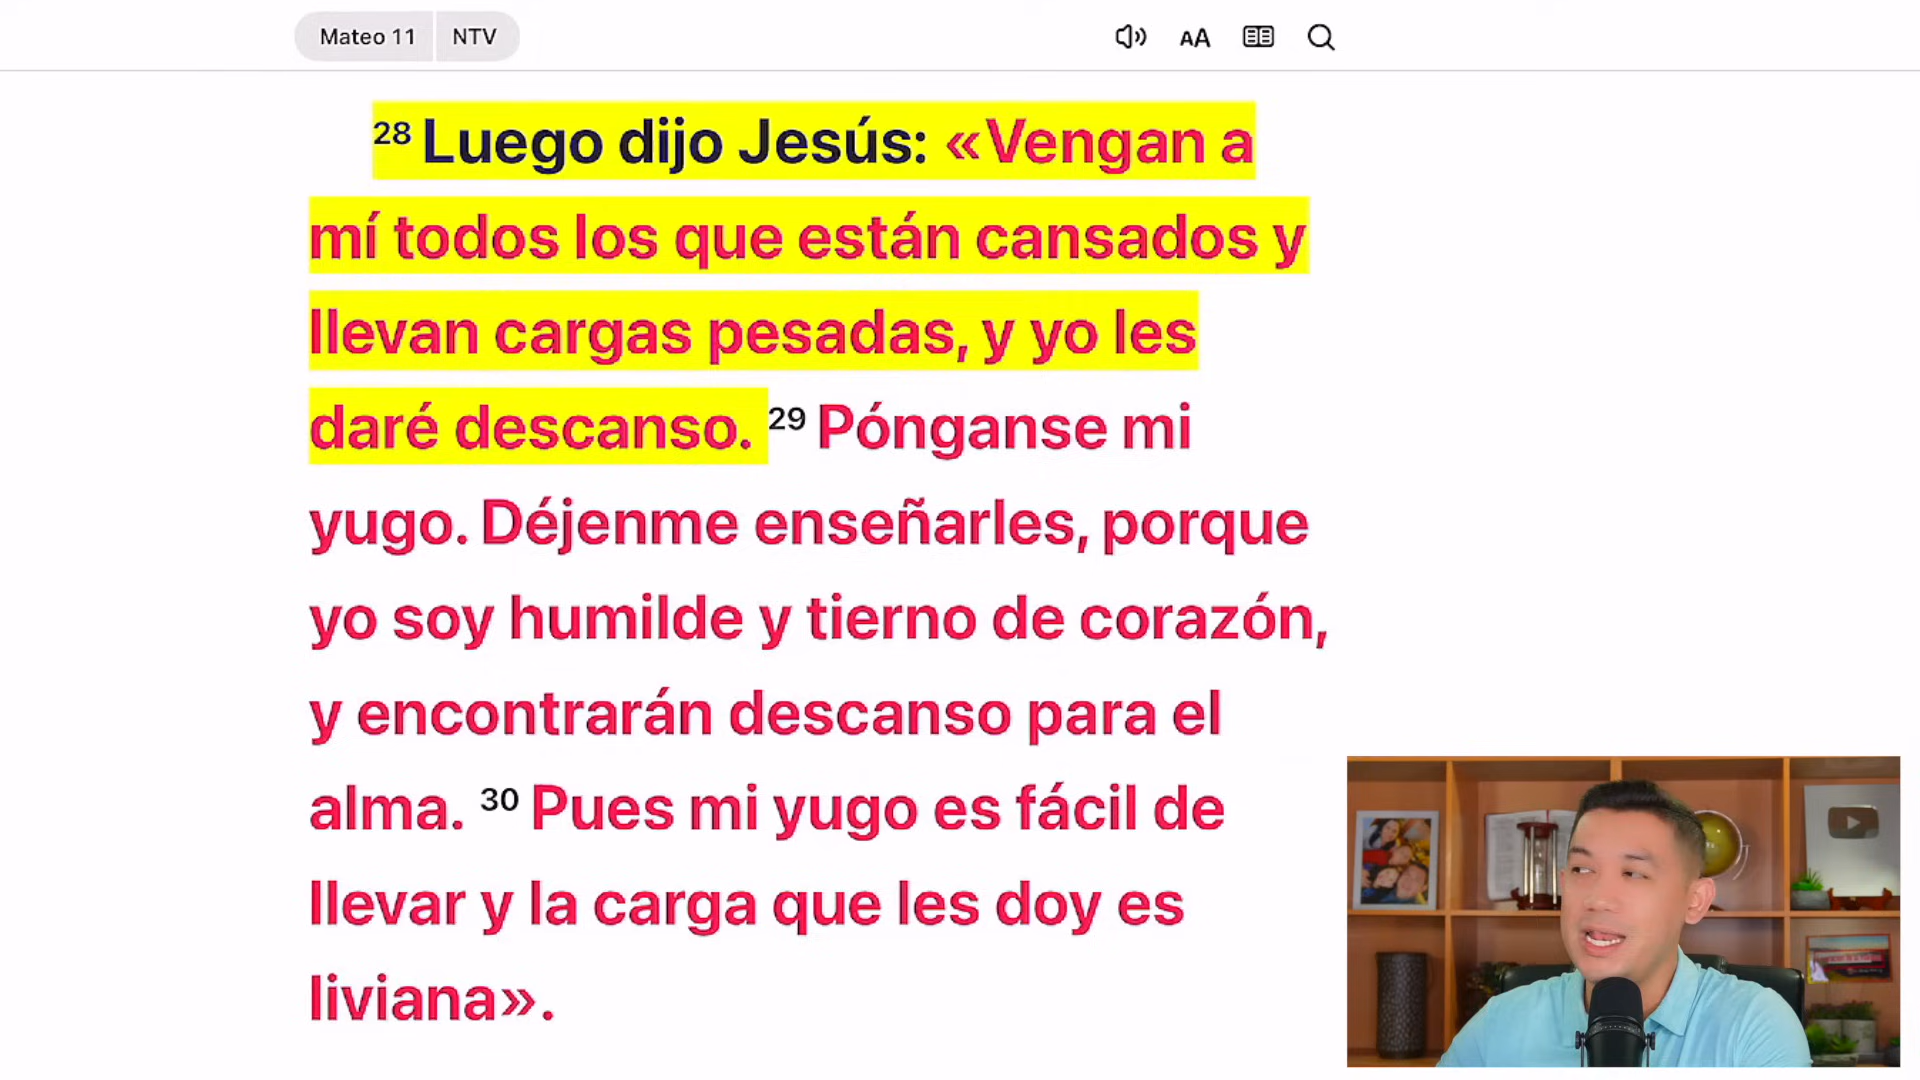 Mateo 11 NTV
AA
28 Luego dijo Jesús: «Vengan a
mí todos los que están cansados y
llevan cargas pesadas, y yo les
daré descanso. 29 Pónganse mi
yugo. Déjenme enseñarles, porque
yo soy humilde y tierno de corazón,
y encontrarán descanso para el
alma. 30 Pues mi yugo es fácil de
llevar y la carga que les doy es
liviana».